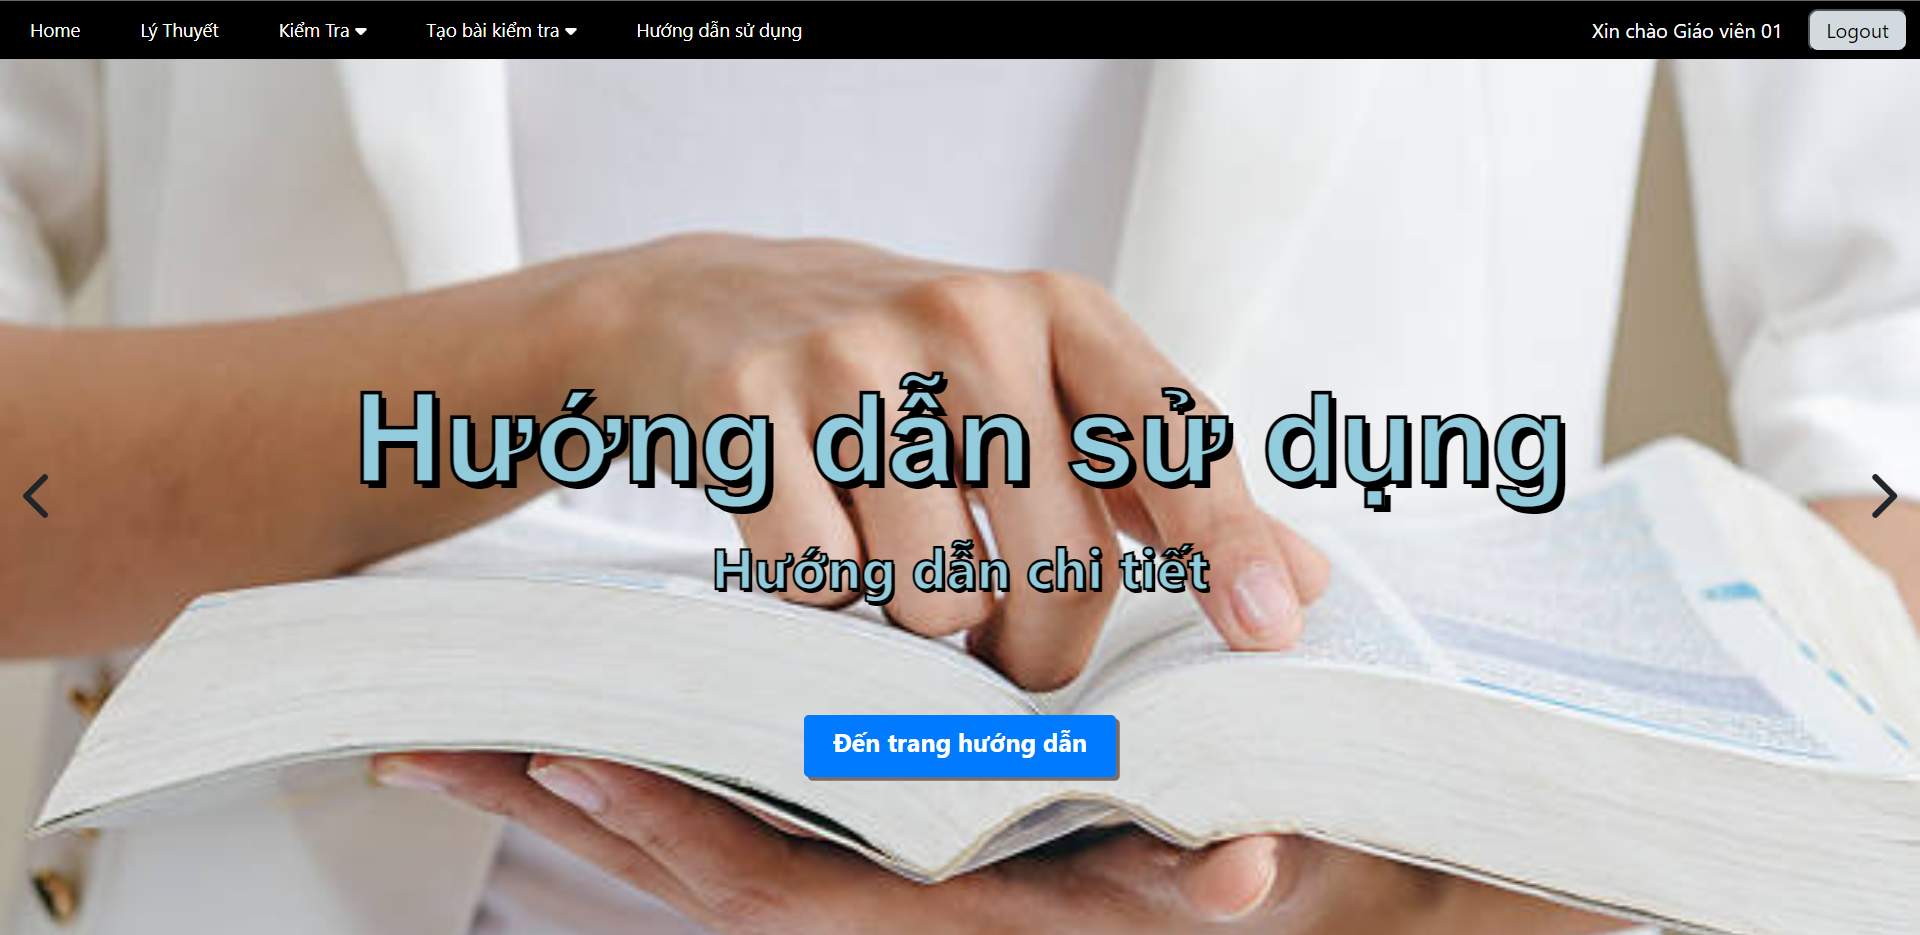 Home Lý Thuyết Kiểm Tra Tạo bài kiểm tra Hướng dẫn sử dụng Xin chào Giáo viên 01 Logout
Hướng dẫn sử dụng
Hướng dẫn chi tiết
Đến trang hướng dẫn